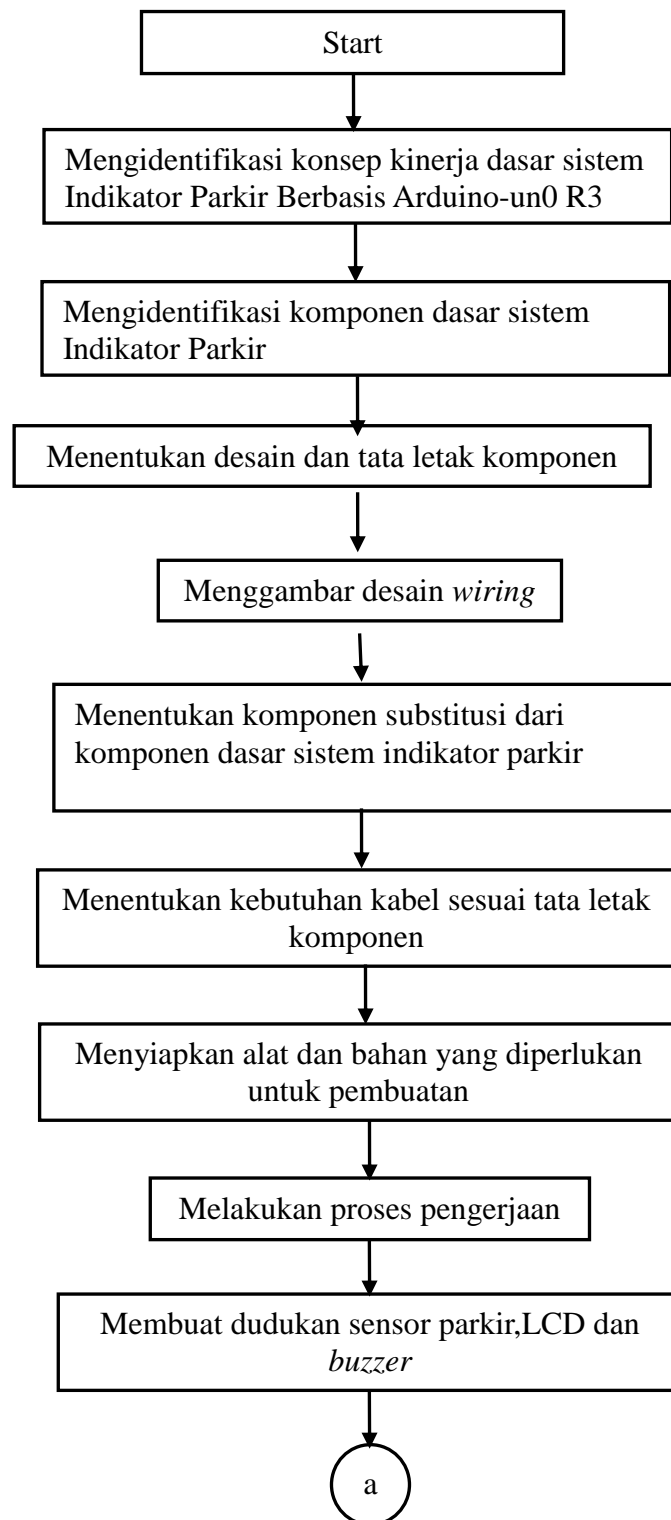 Start
Mengidentifikasi konsep kinerja dasar sistem
Indikator Parkir Berbasis Arduino-un0 R3
Mengidentifikasi komponen dasar sistem
Indikator Parkir
Menentukan desain dan tata letak komponen
Menggambar desain wiring
Menentukan komponen substitusi dari
komponen dasar sistem indikator parkir
Menentukan kebutuhan kabel sesuai tata letak
komponen
Menyiapkan alat dan bahan yang diperlukan
untuk pembuatan
Melakukan proses pengerjaan
Membuat dudukan sensor parkir,LCD dan
buzzer
a